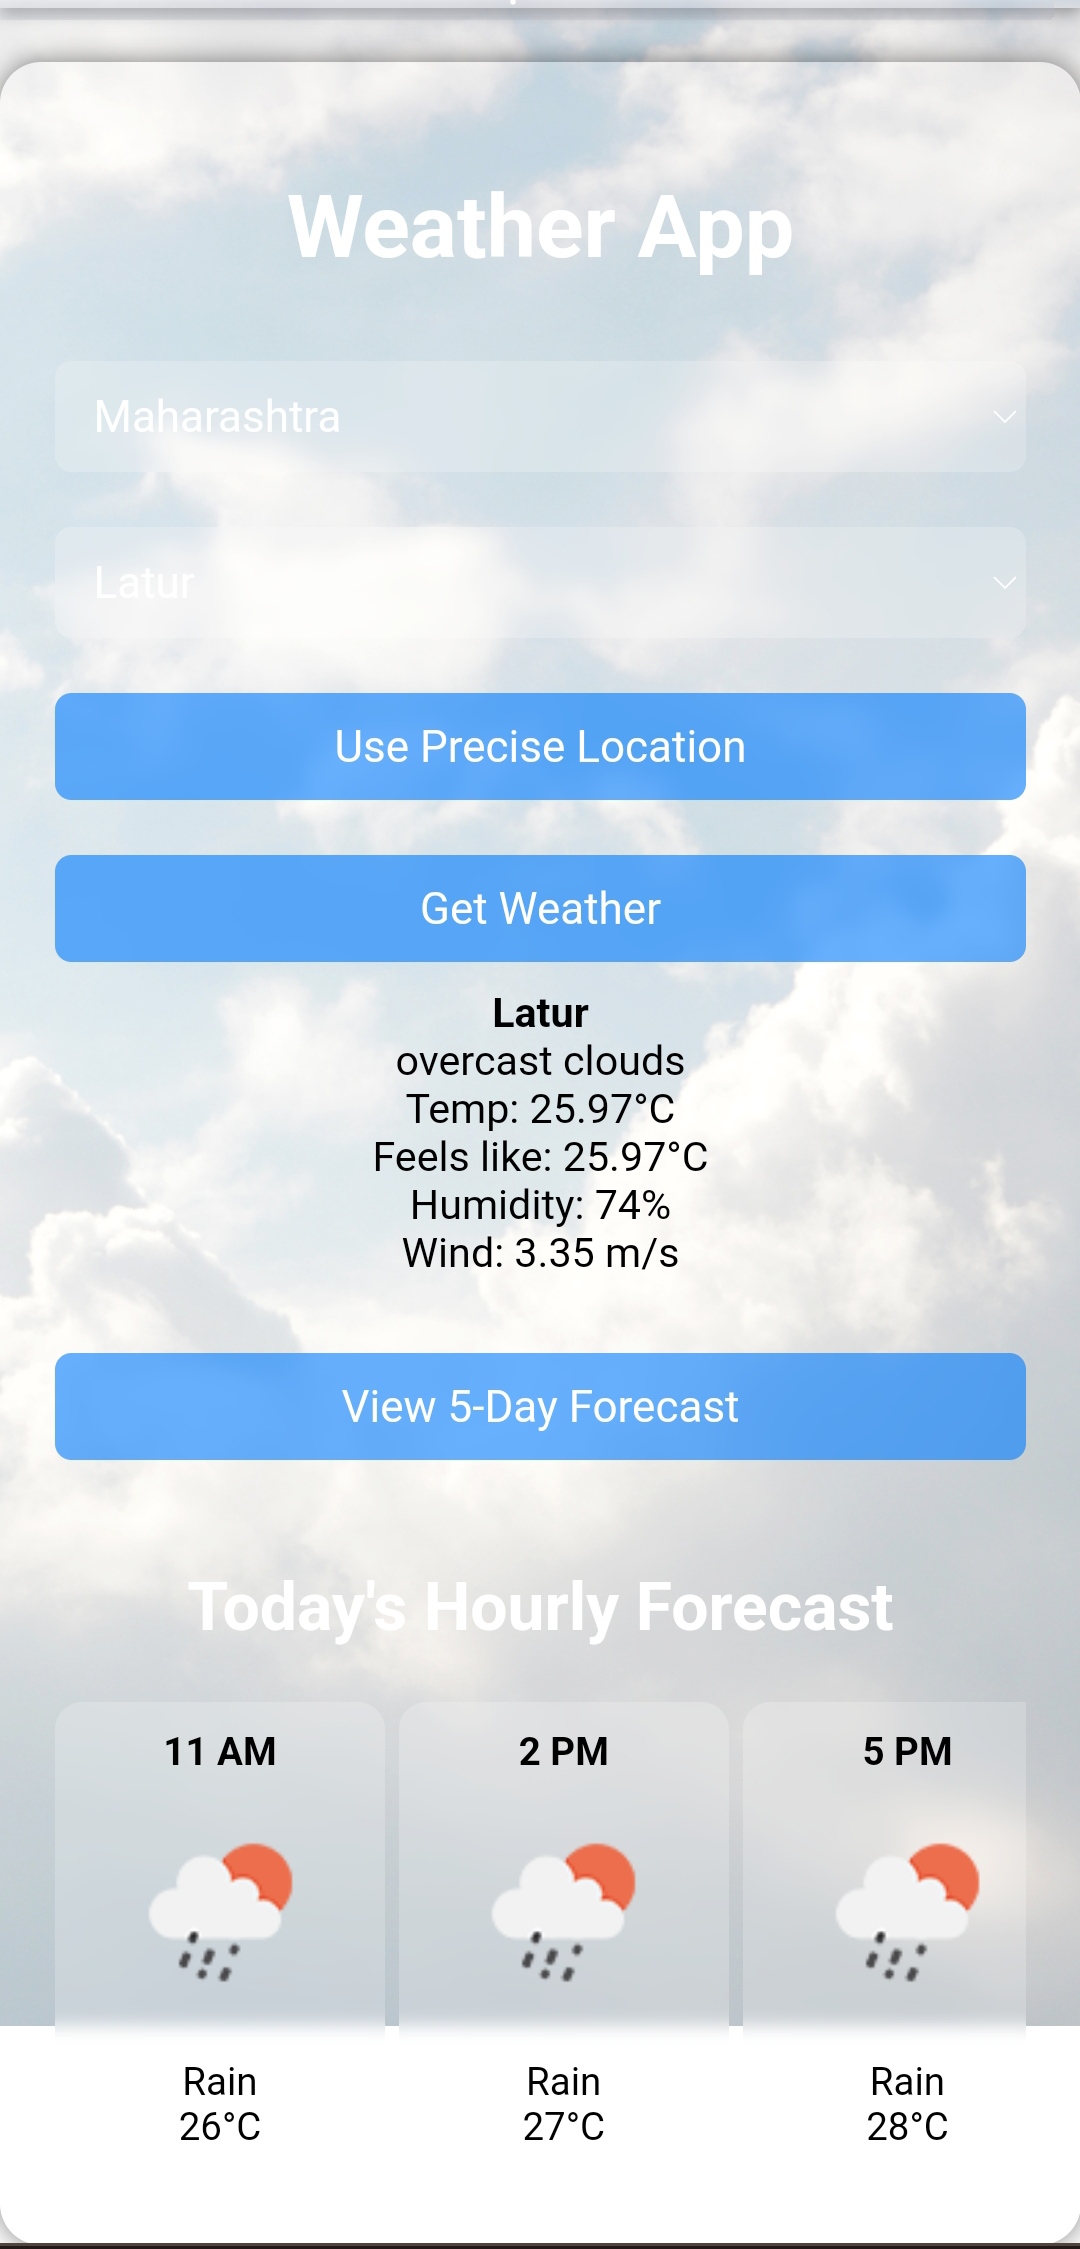 Weather App
Maharashtra
Latur
Use Precise Location
Get Weather
Latur
overcast clouds
Temp: 25.97°C
Feels like: 25.97°C
Humidity: 74%
Wind: 3.35 m/s
View 5-Day Forecast
Today's Hourly Forecast
11 AM
2 PM
5 PM
Rain
Rain
Rain
26°C
27°C
28°C